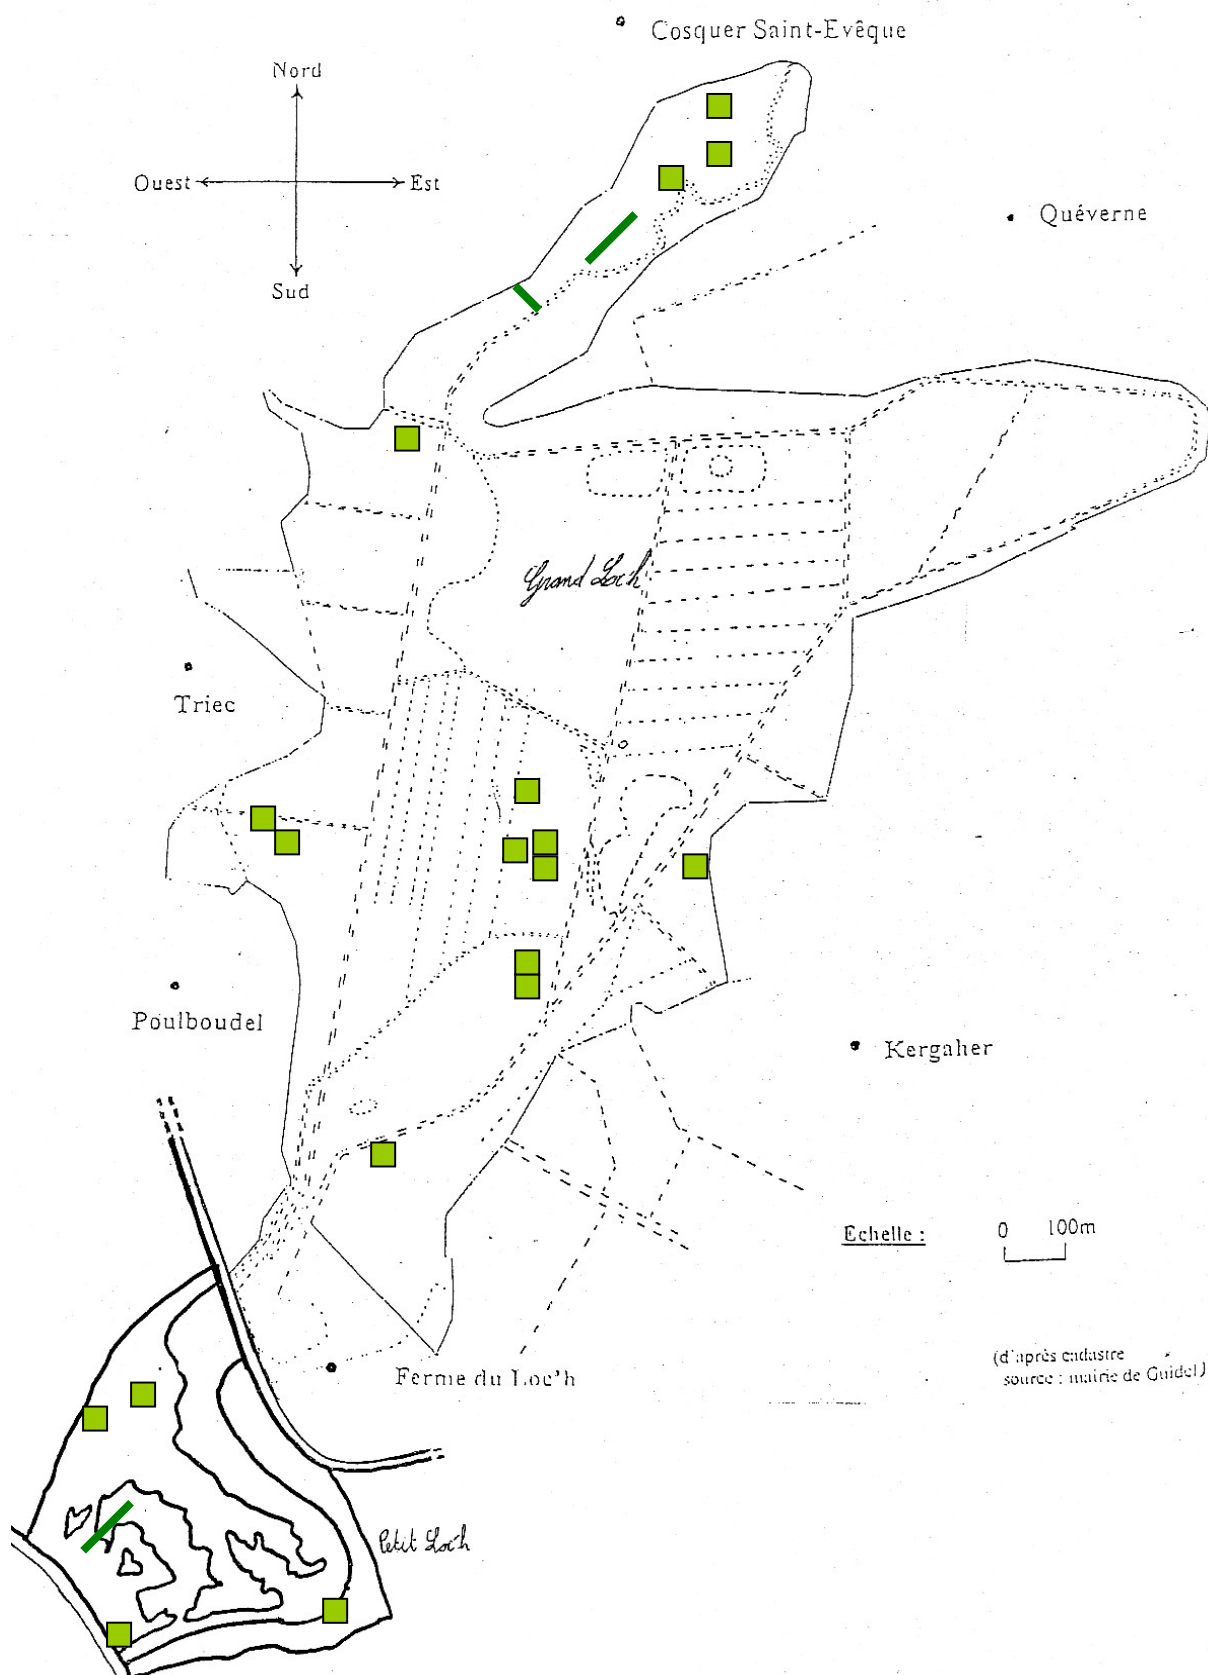 Cosquer Saint-Evêque
Nord
Ouest
Est
Quéverne
Sud
Grand Loc'h
Triec
Poulboudel
Kergaher
Echelle :
0 100m
Ferme du Loc'h
(d'après cadastre
source : mairie de Guidel)
Petit Loc'h